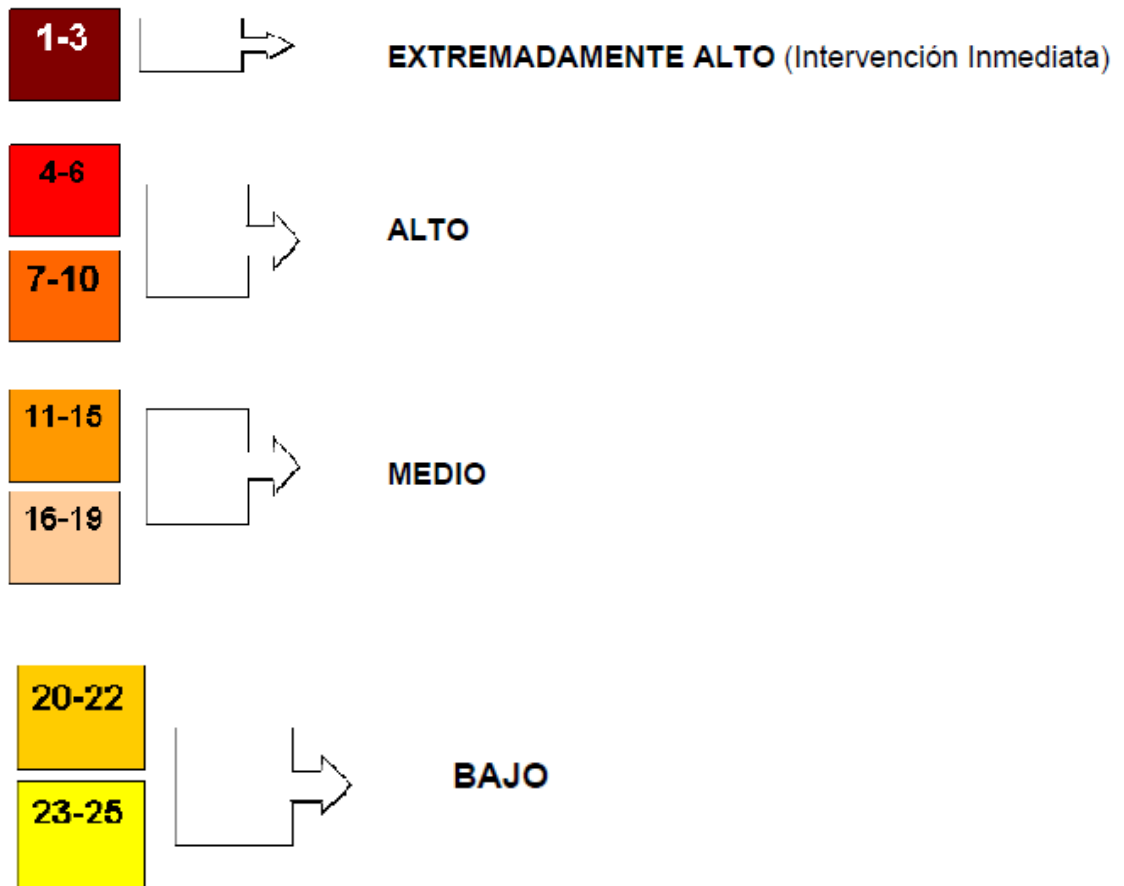 1-3
EXTREMADAMENTE ALTO (Intervención Inmediata)
4-6
ALTO
7-10
11-15
MEDIO
16-19
20-22
BAJO
23-25